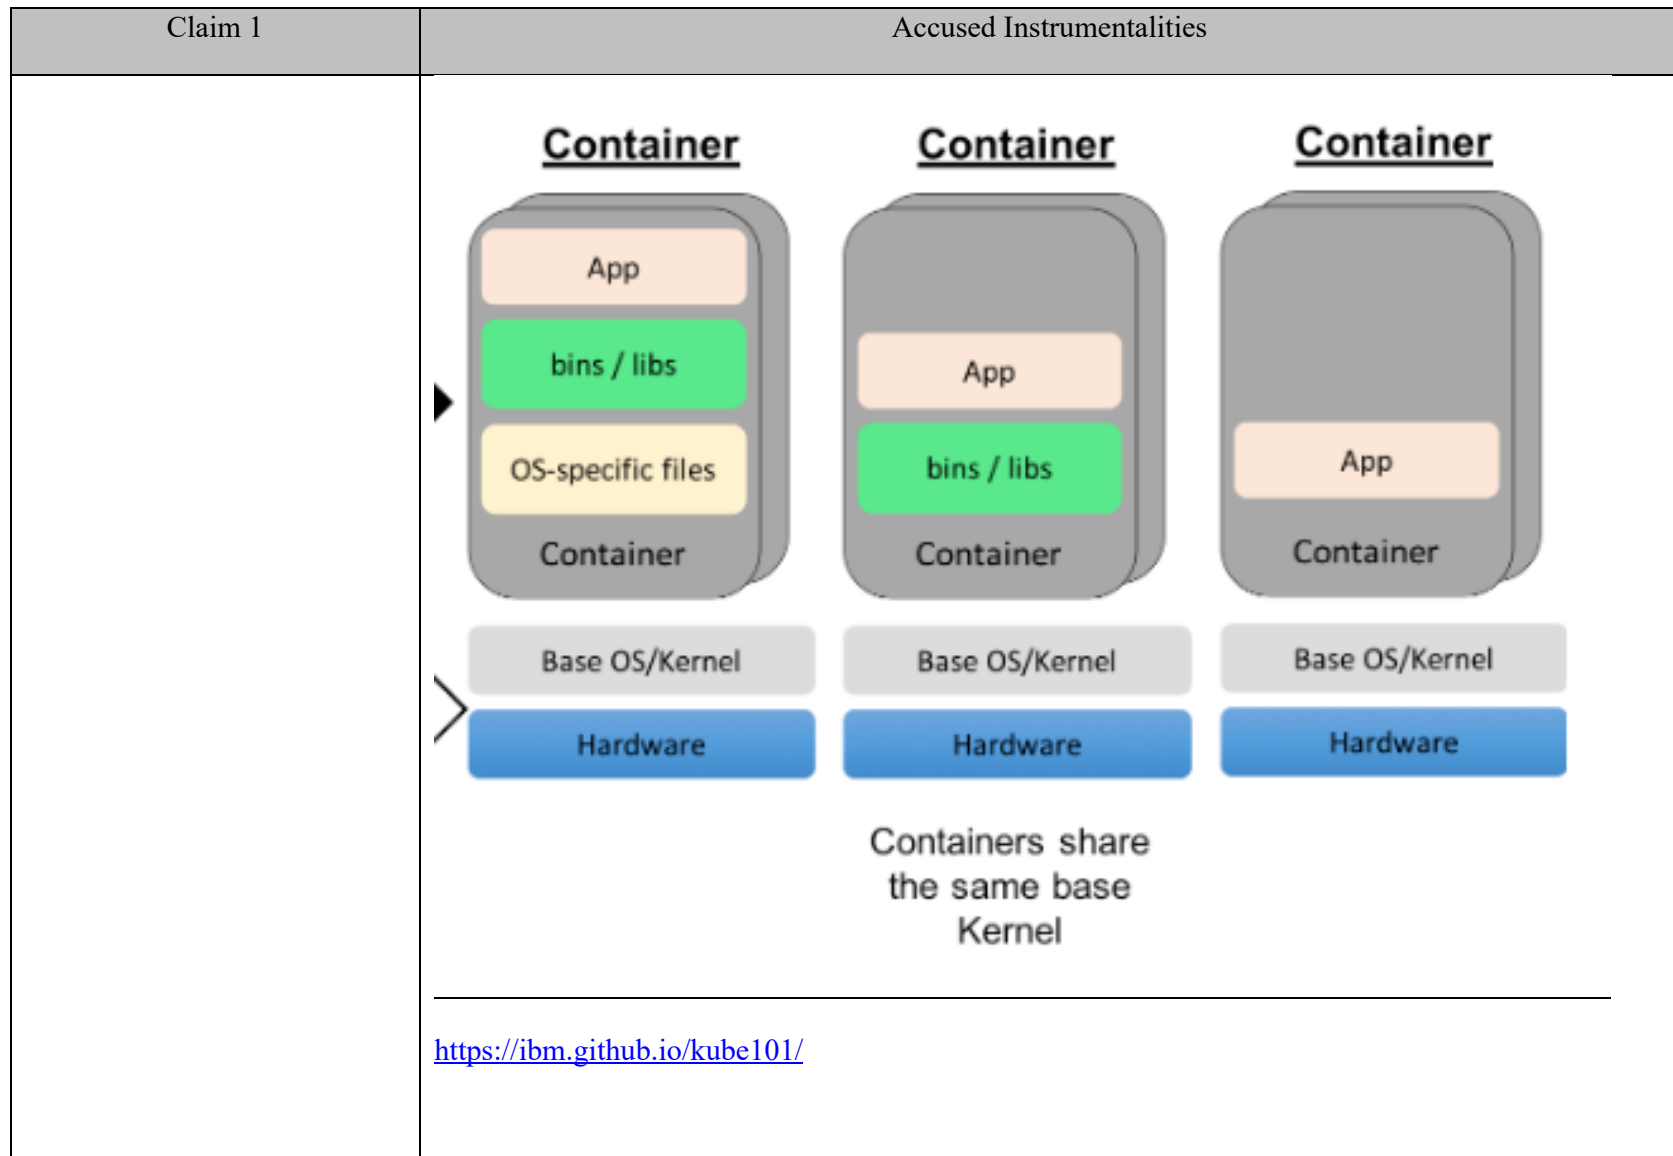 Claim 1
Accused Instrumentalities
Container
App
bins / libs
OS-specific files
Container
Base OS/Kernel
Hardware
Container
App
bins / libs
Container
Base OS/Kernel
Hardware
Container
App
Container
Base OS/Kernel
Hardware
Containers share
the same base
Kernel
https://ibm.github.io/kube101/